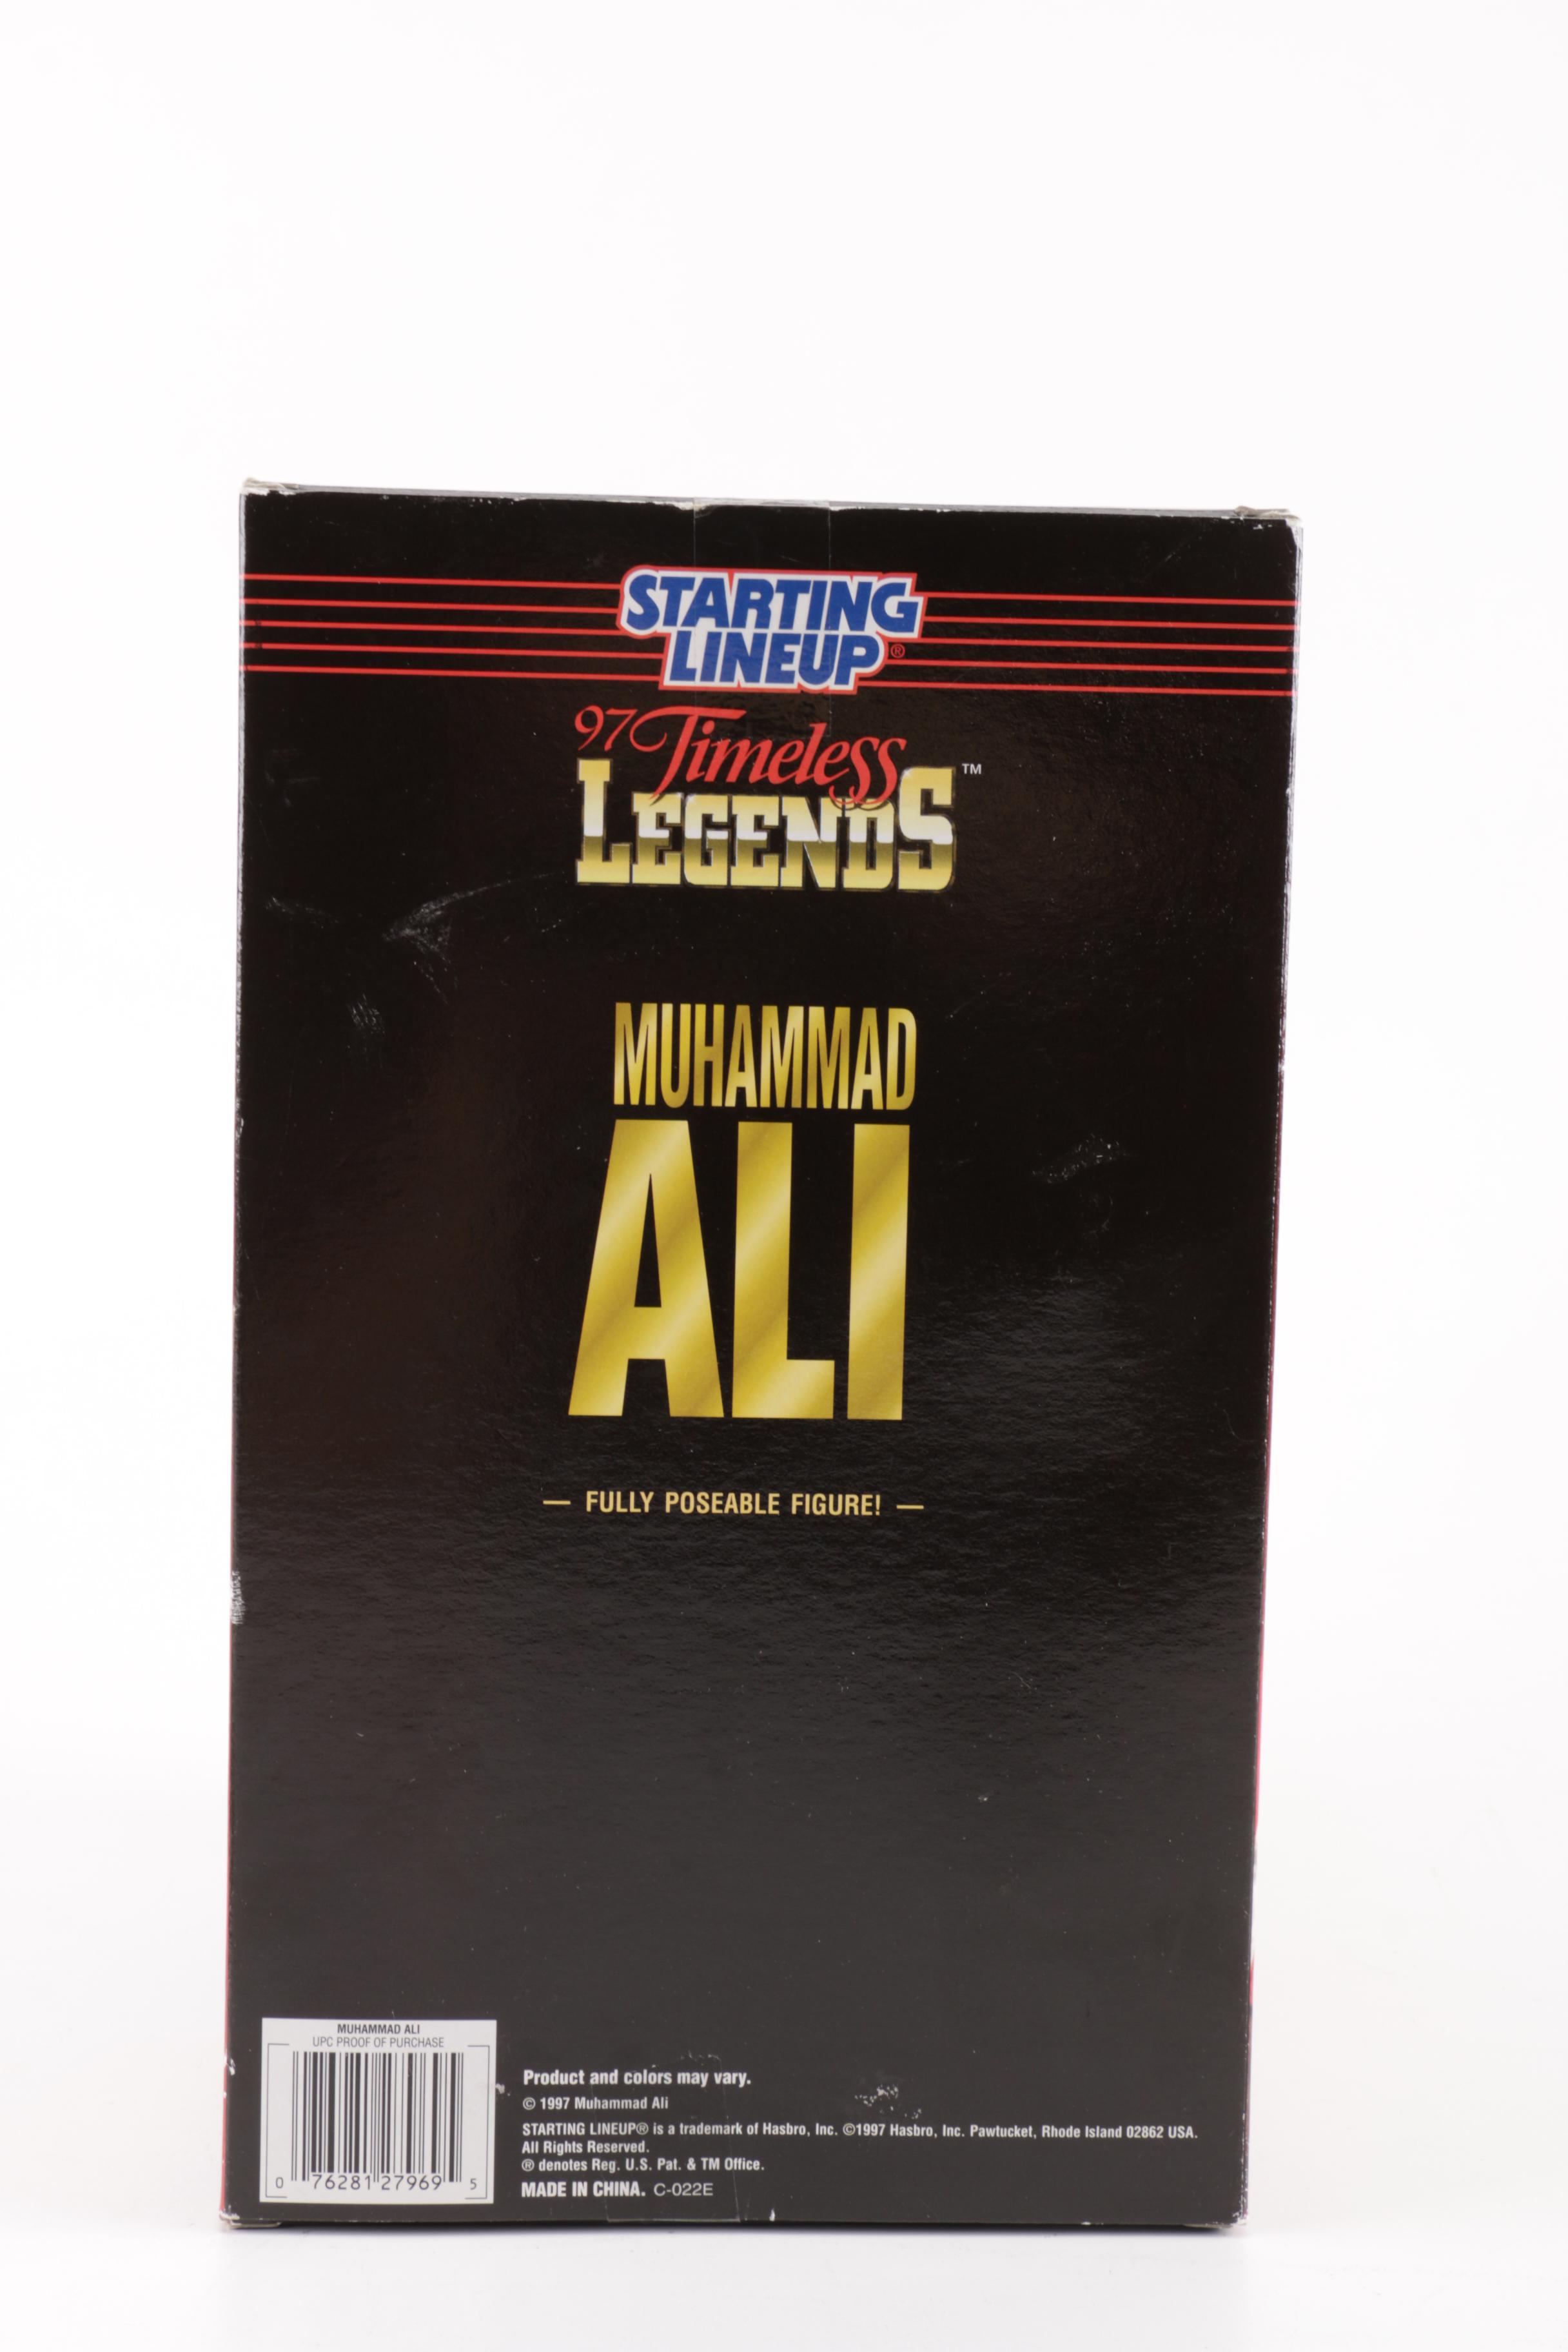 STARTING
LINEUP®
97 Timeless
LEGENDS™
MUHAMMAD
ALI
— FULLY POSEABLE FIGURE! —
MUHAMMAD ALI
UPC PROOF OF PURCHASE
0 76281 27969 5
Product and colors may vary.
© 1997 Muhammad Ali
STARTING LINEUP® is a trademark of Hasbro, Inc. ©1997 Hasbro, Inc. Pawtucket, Rhode Island 02862 USA.
All Rights Reserved.
® denotes Reg. U.S. Pat. & TM Office.
MADE IN CHINA. C-022E